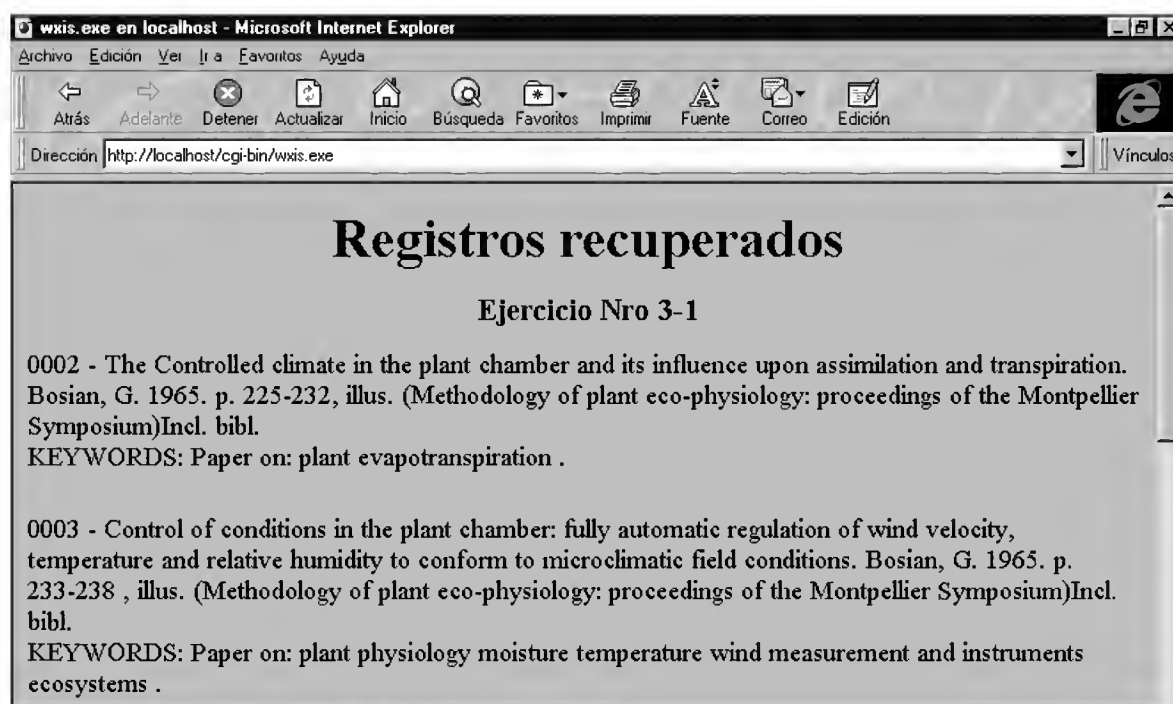 wxis.exe en localhost - Microsoft Internet Explorer
Archivo Edición Ver Ir a Favoritos Ayuda
Atrás Adelante Detener Actualizar Inicio Búsqueda Favoritos Imprimir Fuente Correo Edición
Dirección http://localhost/cgi-bin/wxis.exe Vínculos
Registros recuperados
Ejercicio Nro 3-1
0002 - The Controlled climate in the plant chamber and its influence upon assimilation and transpiration.
Bosian, G. 1965. p. 225-232, illus. (Methodology of plant eco-physiology: proceedings of the Montpellier
Symposium)Incl. bibl.
KEYWORDS: Paper on: plant evapotranspiration .
0003 - Control of conditions in the plant chamber: fully automatic regulation of wind velocity,
temperature and relative humidity to conform to microclimatic field conditions. Bosian, G. 1965. p.
233-238 , illus. (Methodology of plant eco-physiology: proceedings of the Montpellier Symposium)Incl.
bibl.
KEYWORDS: Paper on: plant physiology moisture temperature wind measurement and instruments
ecosystems .